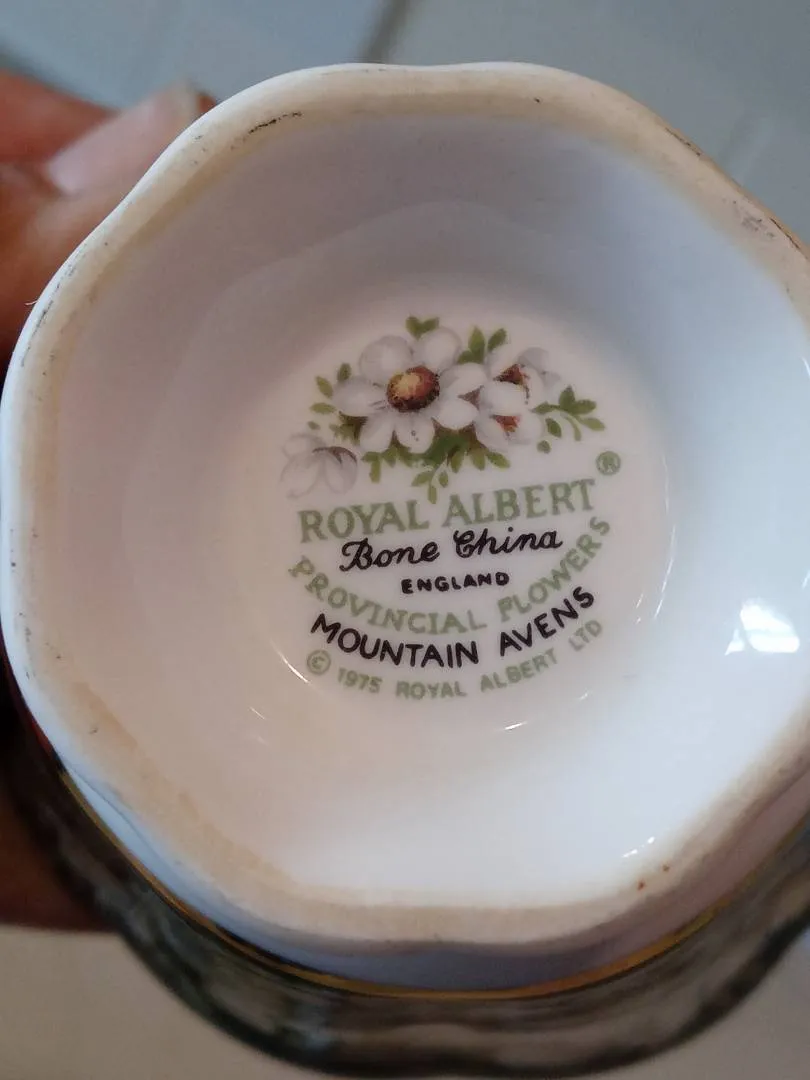 ROYAL ALBERT ®
Bone China
ENGLAND
PROVINCIAL FLOWERS
MOUNTAIN AVENS
© 1975 ROYAL ALBERT LTD